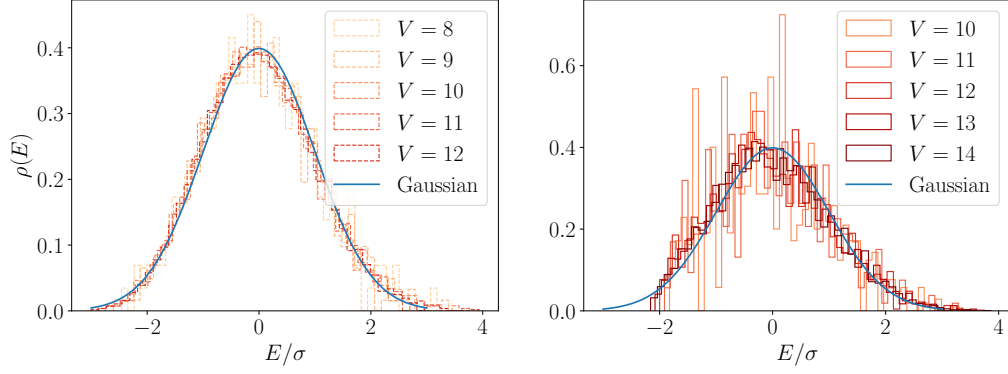 ρ(E)
0.4
0.3
0.2
0.1
0.0
V = 8
V = 9
V = 10
V = 11
V = 12
Gaussian
−2
0
2
4
E/σ
0.6
0.4
0.2
0.0
V = 10
V = 11
V = 12
V = 13
V = 14
Gaussian
−2
0
2
4
E/σ